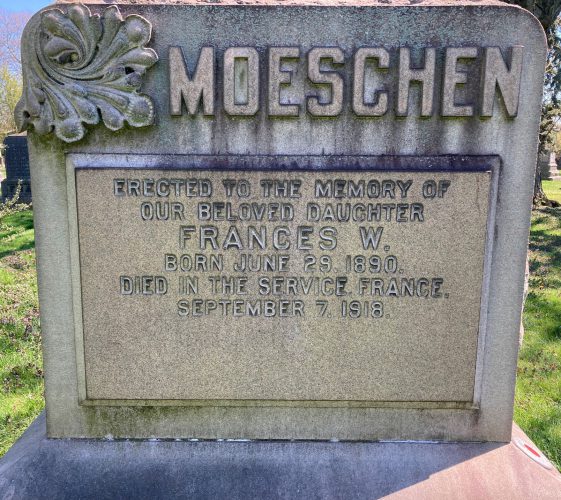 MOESCHEN
ERECTED TO THE MEMORY OF
OUR BELOVED DAUGHTER
FRANCES W.
BORN JUNE 29, 1890.
DIED IN THE SERVICE, FRANCE,
SEPTEMBER 7, 1918.